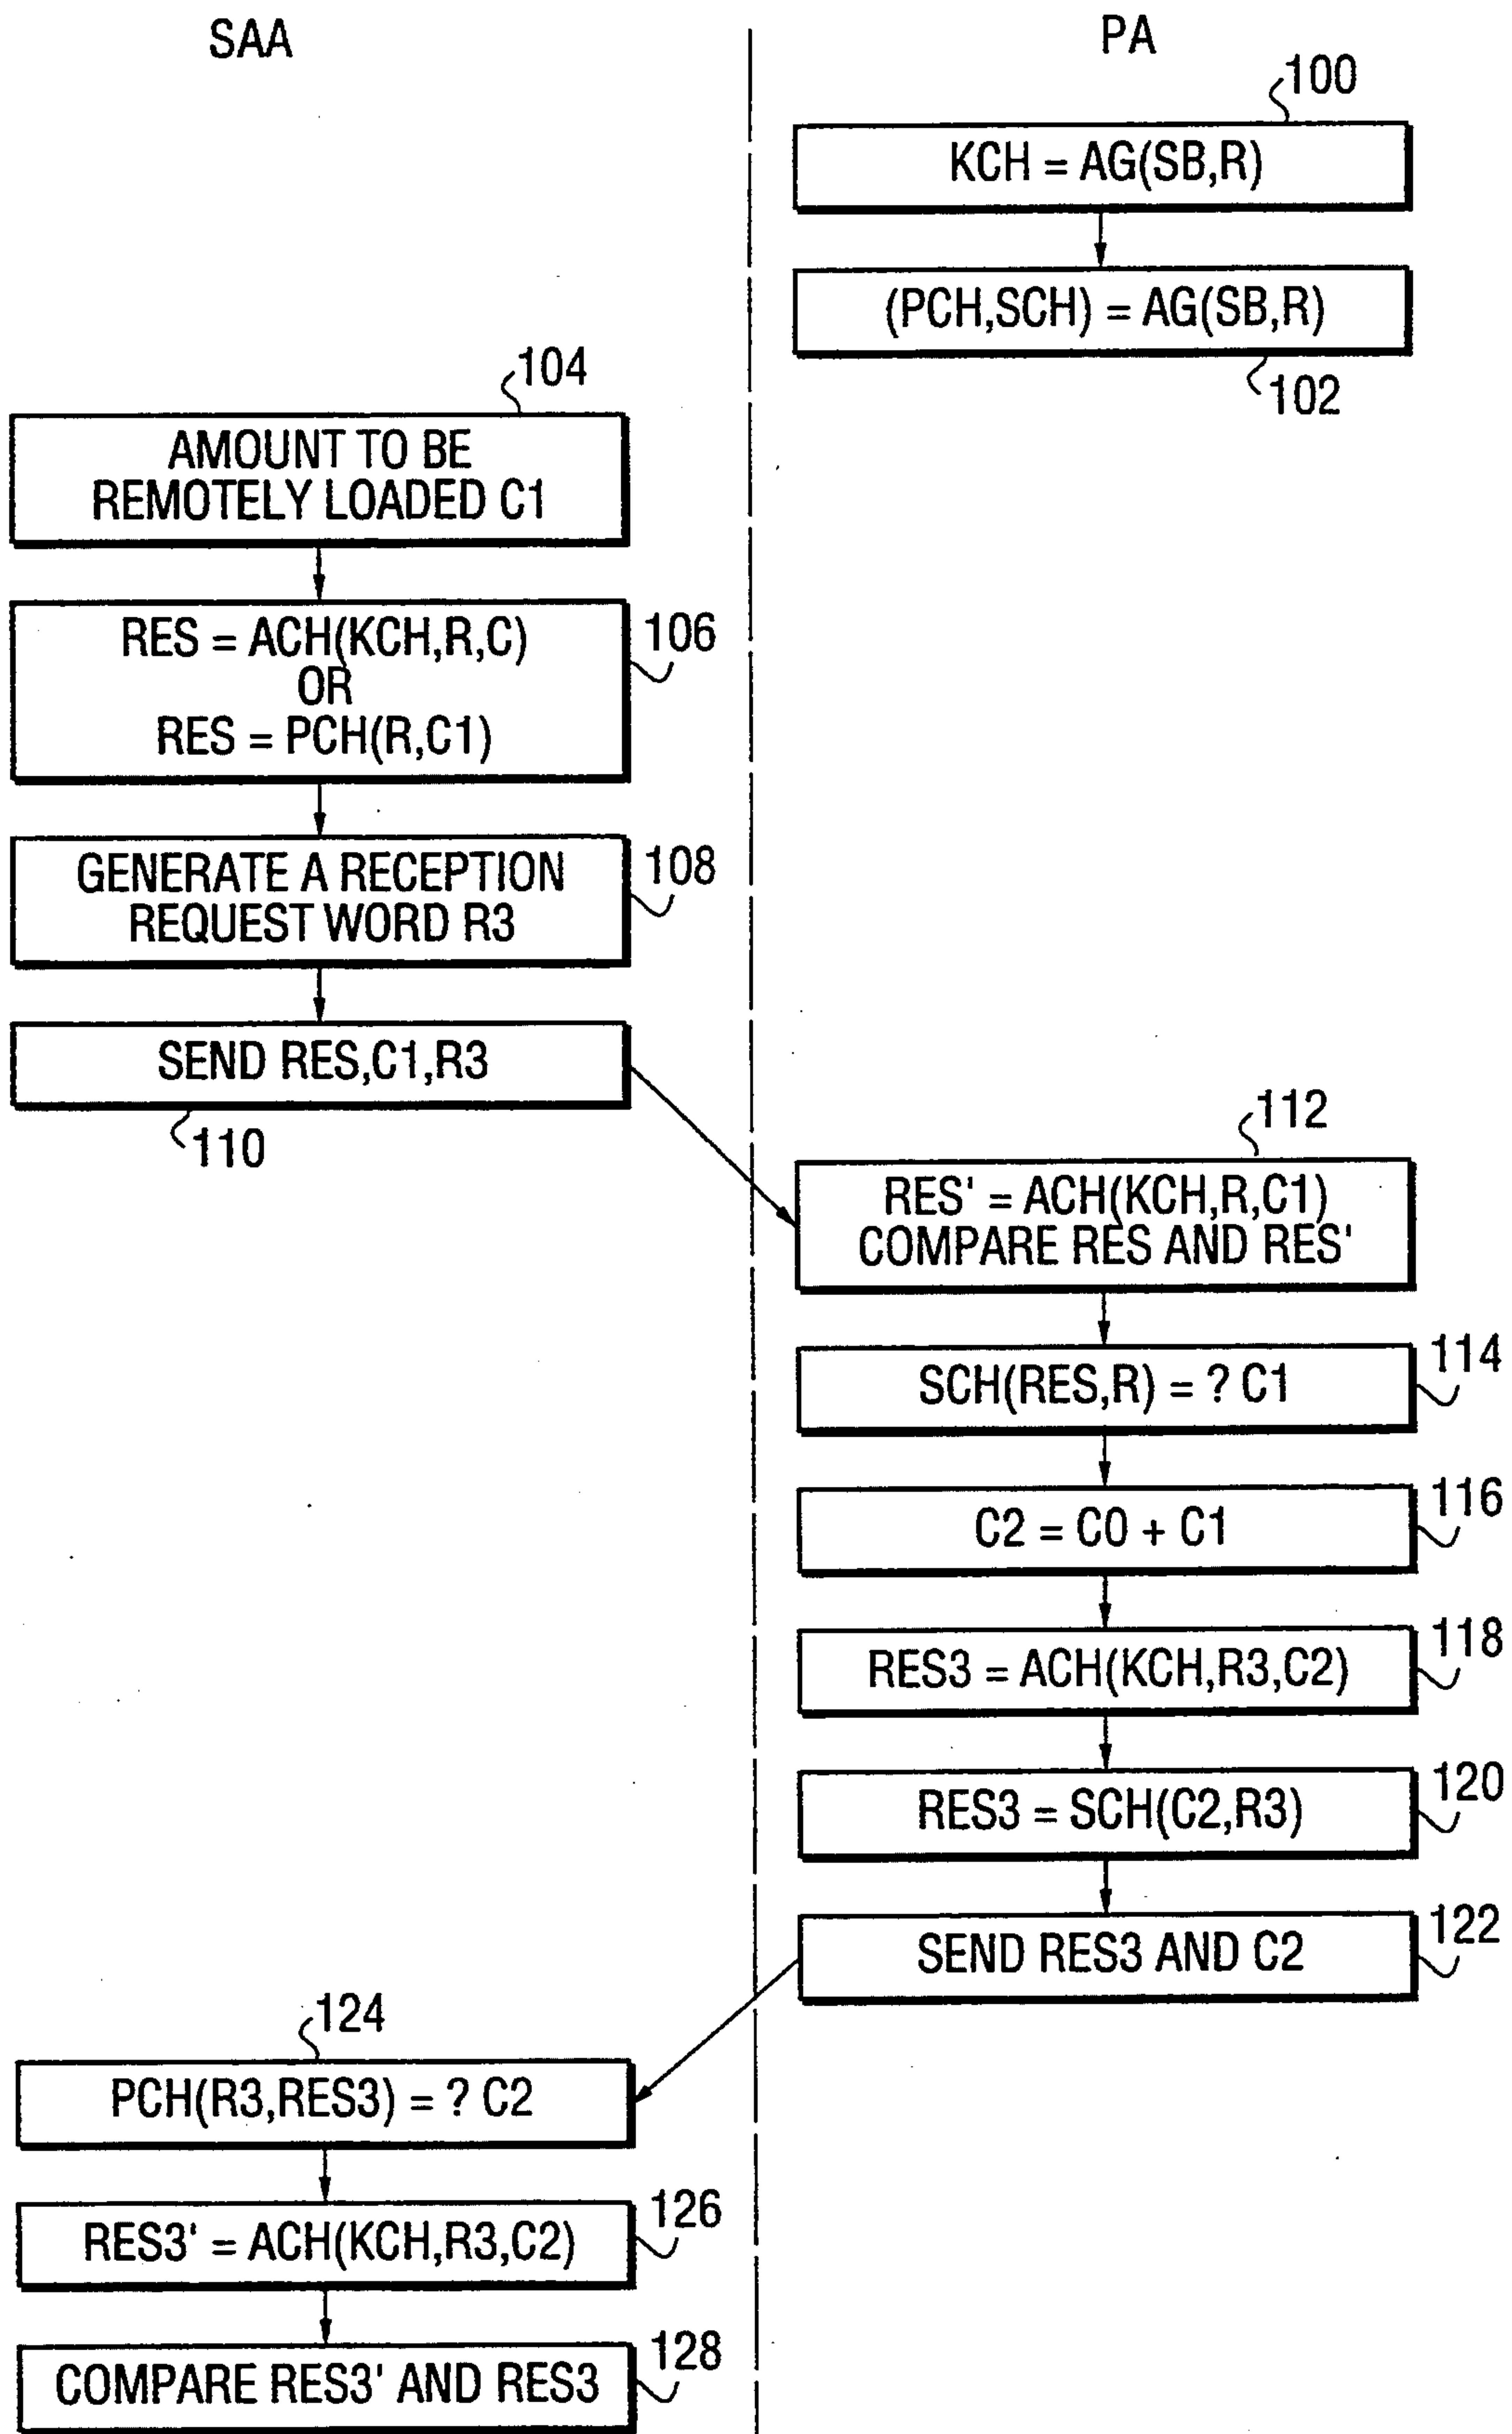 SAA
PA
100
KCH = AG(SB,R)
(PCH,SCH) = AG(SB,R)
102
104
AMOUNT TO BE
REMOTELY LOADED C1
RES = ACH(KCH,R,C)
OR
RES = PCH(R,C1)
106
GENERATE A RECEPTION
REQUEST WORD R3
108
SEND RES,C1,R3
110
112
RES' = ACH(KCH,R,C1)
COMPARE RES AND RES'
SCH(RES,R) = ? C1
114
C2 = C0 + C1
116
RES3 = ACH(KCH,R3,C2)
118
RES3 = SCH(C2,R3)
120
SEND RES3 AND C2
122
124
PCH(R3,RES3) = ? C2
RES3' = ACH(KCH,R3,C2)
126
COMPARE RES3' AND RES3
128